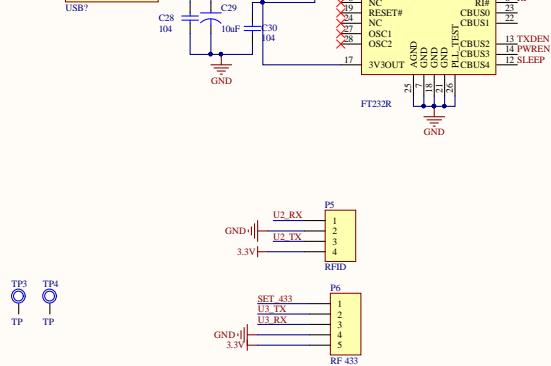 USB?
C28
104
C29
10uF
C30
104
GND
19
24
27
28
17
NC
RESET#
NC
OSC1
OSC2
3V3OUT
RI#
CBUS0
CBUS1
CBUS2
CBUS3
CBUS4
23
22
13 TXDEN
14 PWREN
12 SLEEP
AGND
GND
GND
GND
PLL_TEST
25
7
18
21
26
FT232R
GND
P5
U2_RX
1
GND
2
U2_TX
3
3.3V
4
RFID
TP3
TP4
TP
TP
P6
SET_433
1
U3_TX
2
U3_RX
3
GND
4
3.3V
5
RF 433